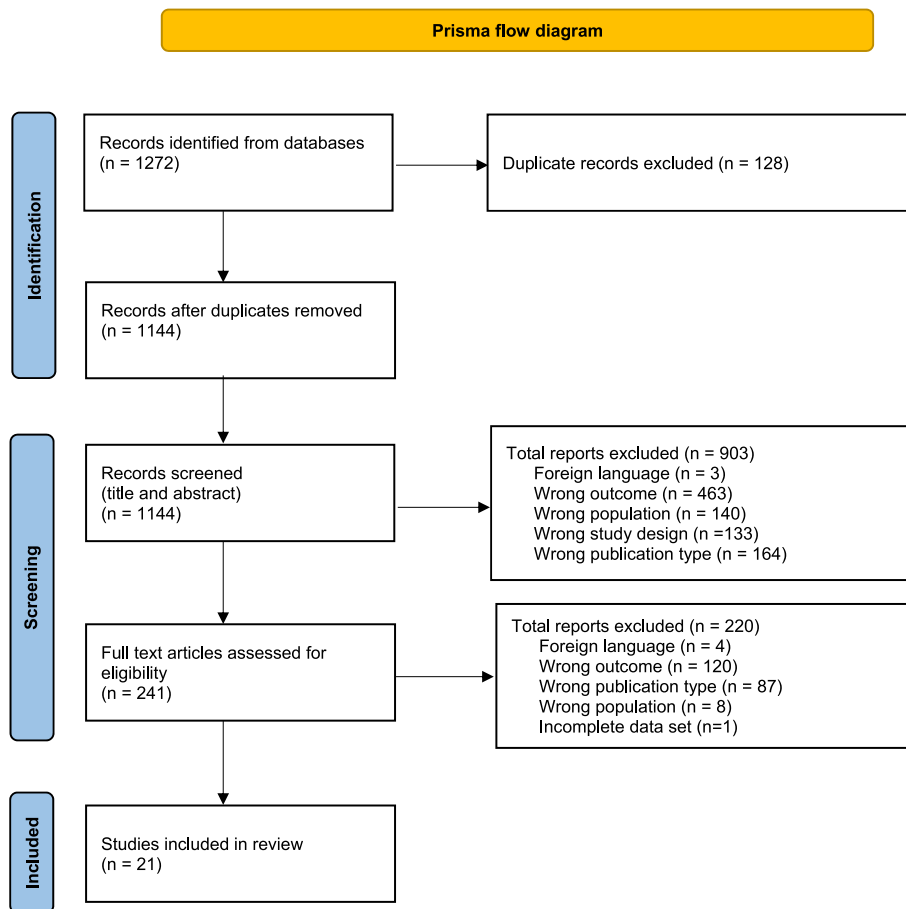 Prisma flow diagram
Identification
Records identified from databases
(n = 1272)
Duplicate records excluded (n = 128)
Records after duplicates removed
(n = 1144)
Screening
Records screened
(title and abstract)
(n = 1144)
Total reports excluded (n = 903)
Foreign language (n = 3)
Wrong outcome (n = 463)
Wrong population (n = 140)
Wrong study design (n =133)
Wrong publication type (n = 164)
Full text articles assessed for
eligibility
(n = 241)
Total reports excluded (n = 220)
Foreign language (n = 4)
Wrong outcome (n = 120)
Wrong publication type (n = 87)
Wrong population (n = 8)
Incomplete data set (n=1)
Included
Studies included in review
(n = 21)